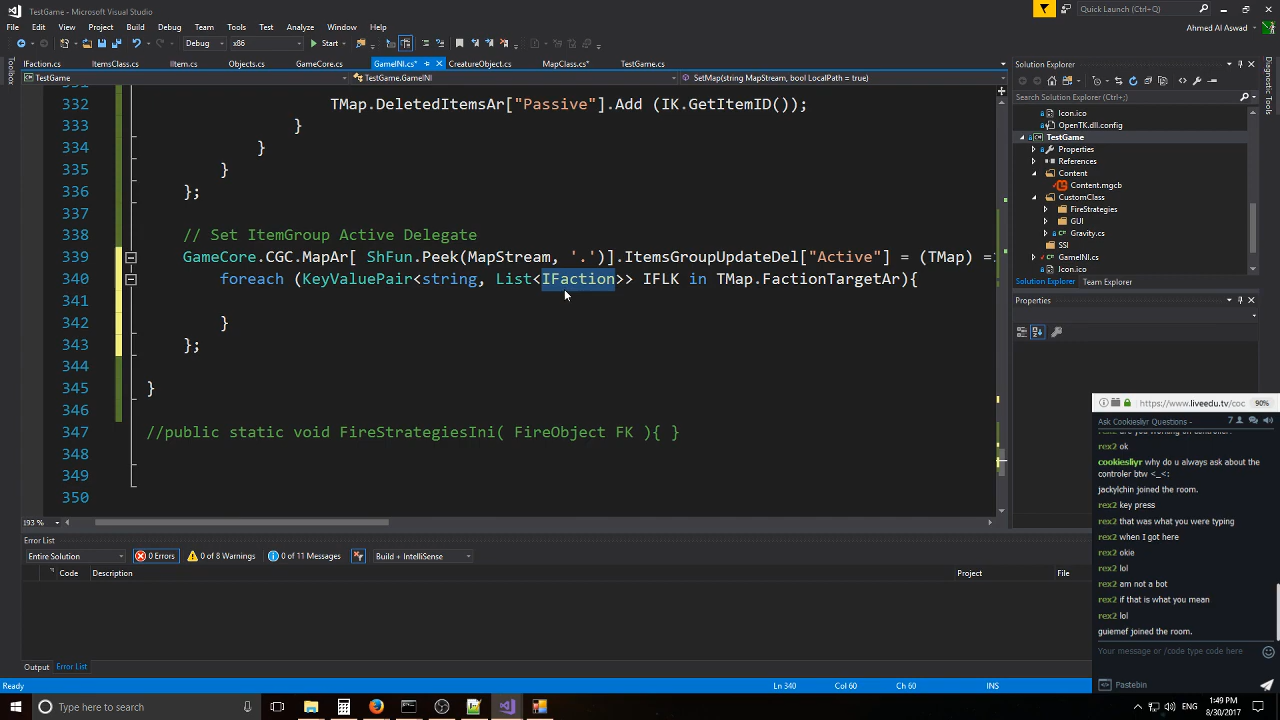 TestGame - Microsoft Visual Studio
Quick Launch (Ctrl+Q)
File Edit View Project Build Debug Team Tools Test Analyze Window Help
Ahmed Al Aswad
Debug x86 Start
IFaction.cs ItemsClass.cs IItem.cs Objects.cs GameCore.cs GameINI.cs* CreatureObject.cs MapClass.cs* TestGame.cs
TestGame TestGame.GameINI SetMap(string MapStream, bool LocalPath = true)
Toolbox
331
332 TMap.DeletedItemsAr["Passive"].Add (IK.GetItemID());
333 }
334 }
335 }
336 };
337
338 // Set ItemGroup Active Delegate
339 GameCore.CGC.MapAr[ ShFun.Peek(MapStream, '.')].ItemsGroupUpdateDel["Active"] = (TMap) =
340 foreach (KeyValuePair<string, List<IFaction>> IFLK in TMap.FactionTargetAr){
341
342 }
343 };
344
345 }
346
347 //public static void FireStrategiesIni( FireObject FK ){ }
348
349
350
193 %
Solution Explorer
Search Solution Explorer (Ctrl+;)
Icon.ico
OpenTK.dll.config
TestGame
Properties
References
Content
Content.mgcb
CustomClass
FireStrategies
GUI
Gravity.cs
SSI
GameINI.cs
Icon.ico
Solution Explorer Team Explorer
Properties
Diagnostic Tools
Error List
Entire Solution 0 Errors 0 of 8 Warnings 0 of 11 Messages Build + IntelliSense
Code Description Project File
Output Error List
Ready Ln 340 Col 60 Ch 60 INS
https://www.liveedu.tv/coc 90%
Ask Cookiesliyr Questions - 7
rex2 ok
cookiesliyr why do u always ask about the
controler btw <_<:
jackylchin joined the room.
rex2 key press
rex2 that was what you were typing
rex2 when I got here
rex2 okie
rex2 lol
rex2 am not a bot
rex2 if that is what you mean
rex2 lol
guiemef joined the room.
Your message or /code type code here
Pastebin
Type here to search
ENG
1:49 PM
8/30/2017